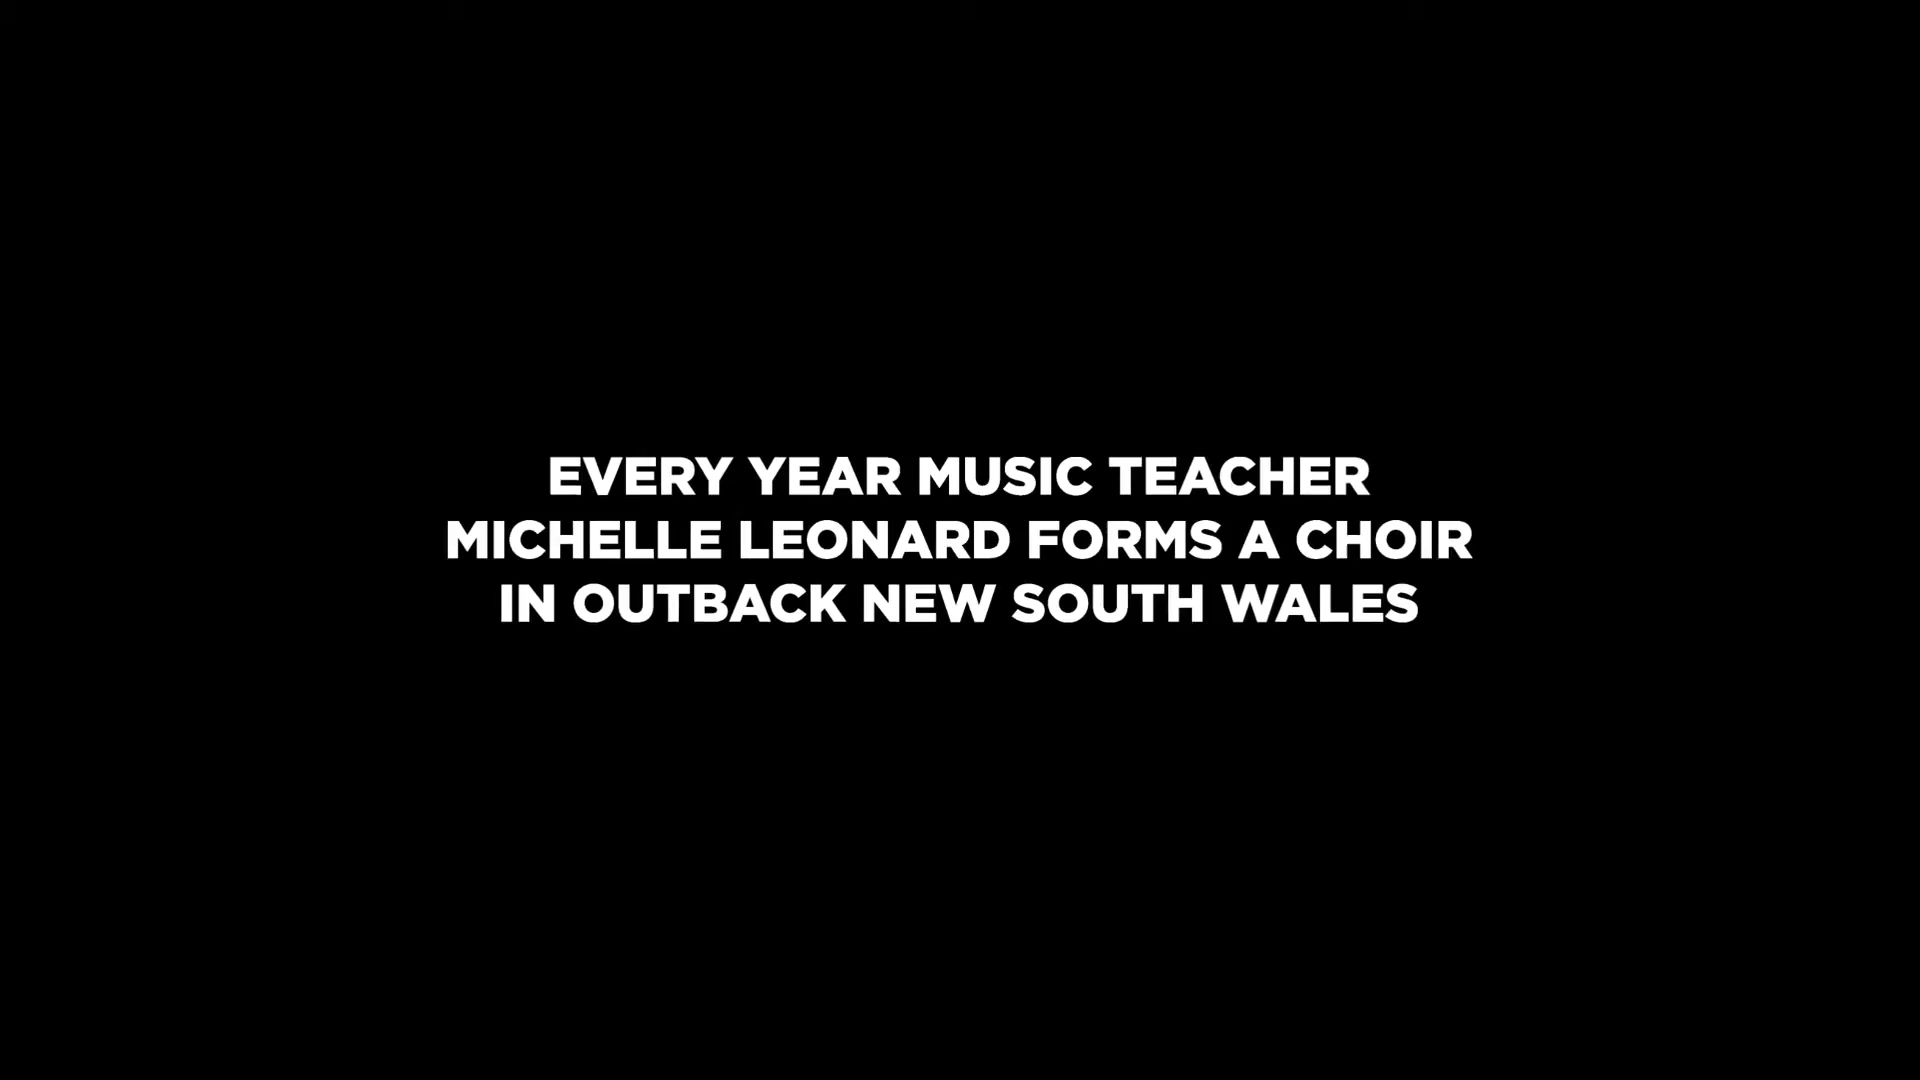 EVERY YEAR MUSIC TEACHER
MICHELLE LEONARD FORMS A CHOIR
IN OUTBACK NEW SOUTH WALES